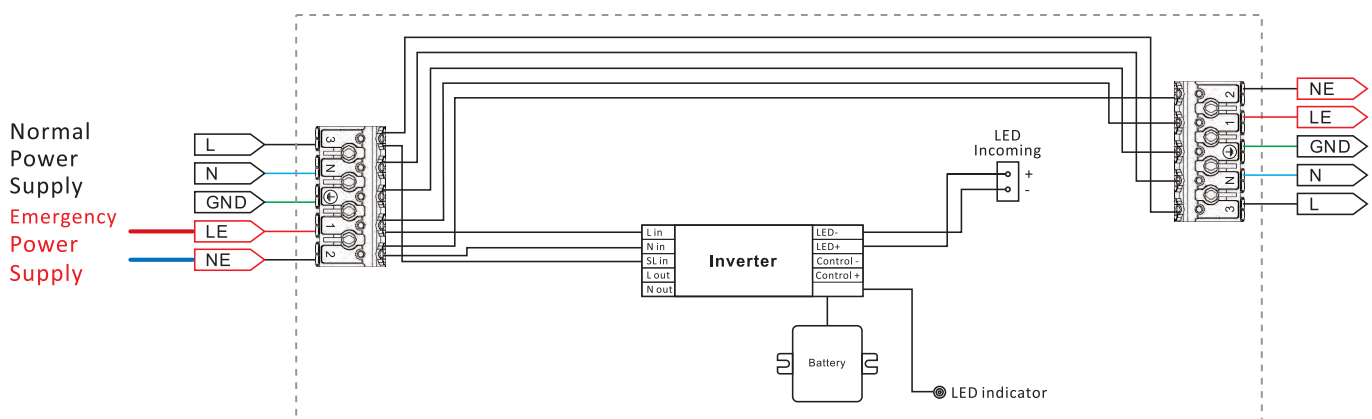 Normal
Power
Supply
Emergency
Power
Supply
L
N
GND
LE
NE
3
N
1
2
L in
N in
SL in
L out
N out
Inverter
LED-
LED+
Control -
Control +
Battery
LED indicator
LED
Incoming
+
-
2
1
N
3
NE
LE
GND
N
L